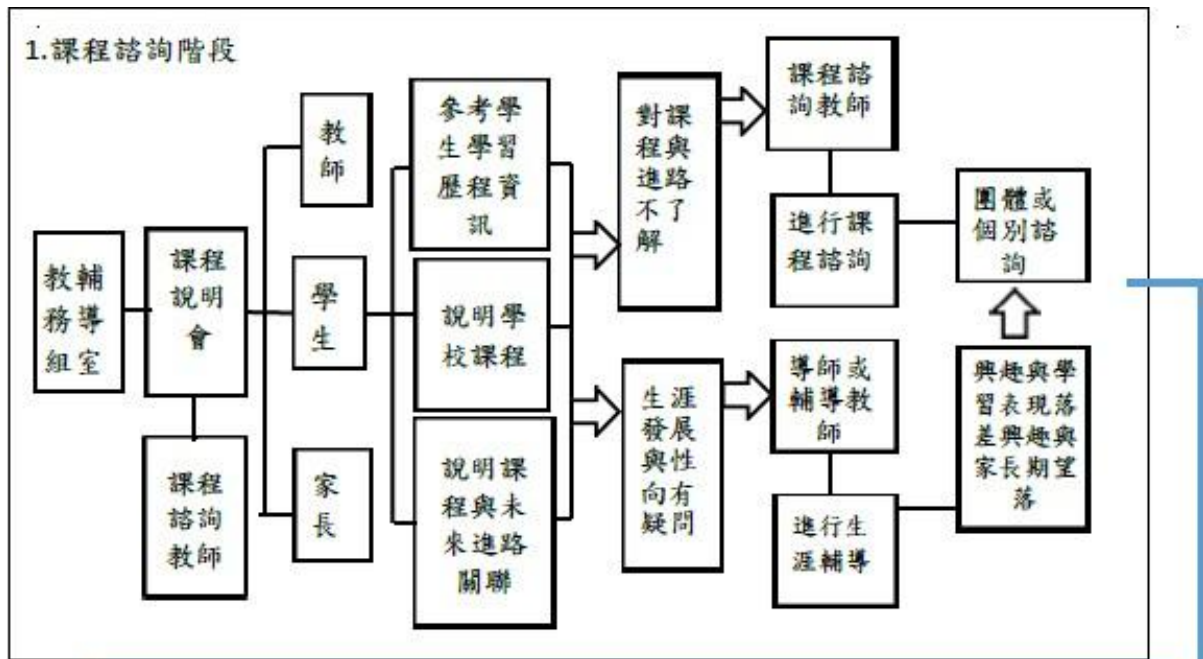 1.課程諮詢階段
教輔
務導
組室
課程
說明
會
課程
諮詢
教師
教
師
學
生
家
長
參考學
生學習
歷程資
訊
說明學
校課程
說明課
程與未
來進路
關聯
對課
程與
進路
不了
解
生涯
發展
與性
向有
疑問
課程諮
詢教師
進行課
程諮詢
導師或
輔導教
師
進行生
涯輔導
團體或
個別諮
詢
興趣與學
習表現落
差興趣與
家長期望
落